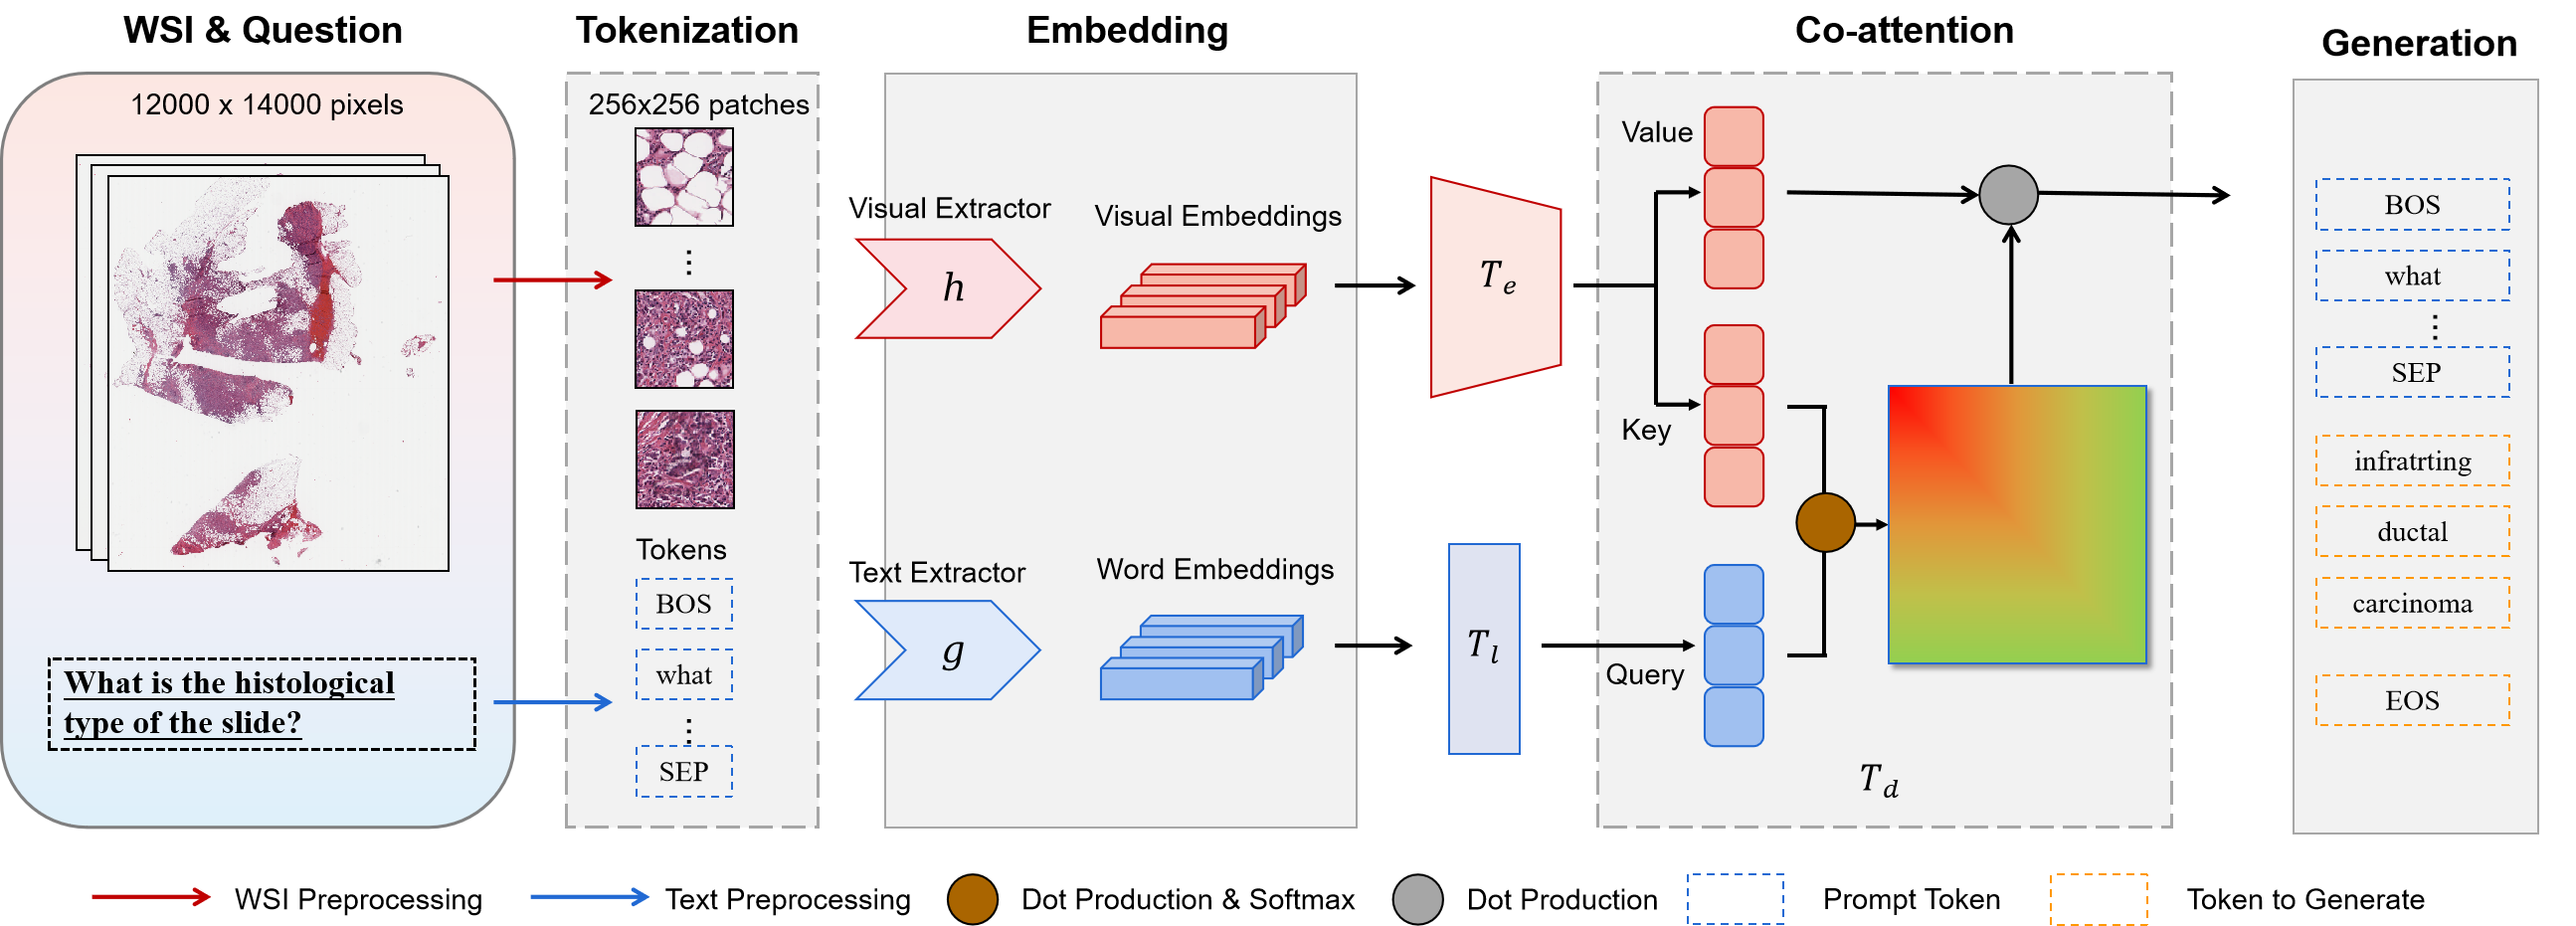 WSI & Question
12000 x 14000 pixels
What is the histological
type of the slide?
Tokenization
256x256 patches
⋮
Tokens
BOS
what
⋮
SEP
Embedding
Visual Extractor
h
Visual Embeddings
Text Extractor
g
Word Embeddings
T_e
T_l
Co-attention
Value
Key
Query
T_d
Generation
BOS
what
⋮
SEP
infratrting
ductal
carcinoma
EOS
WSI Preprocessing
Text Preprocessing
Dot Production & Softmax
Dot Production
Prompt Token
Token to Generate